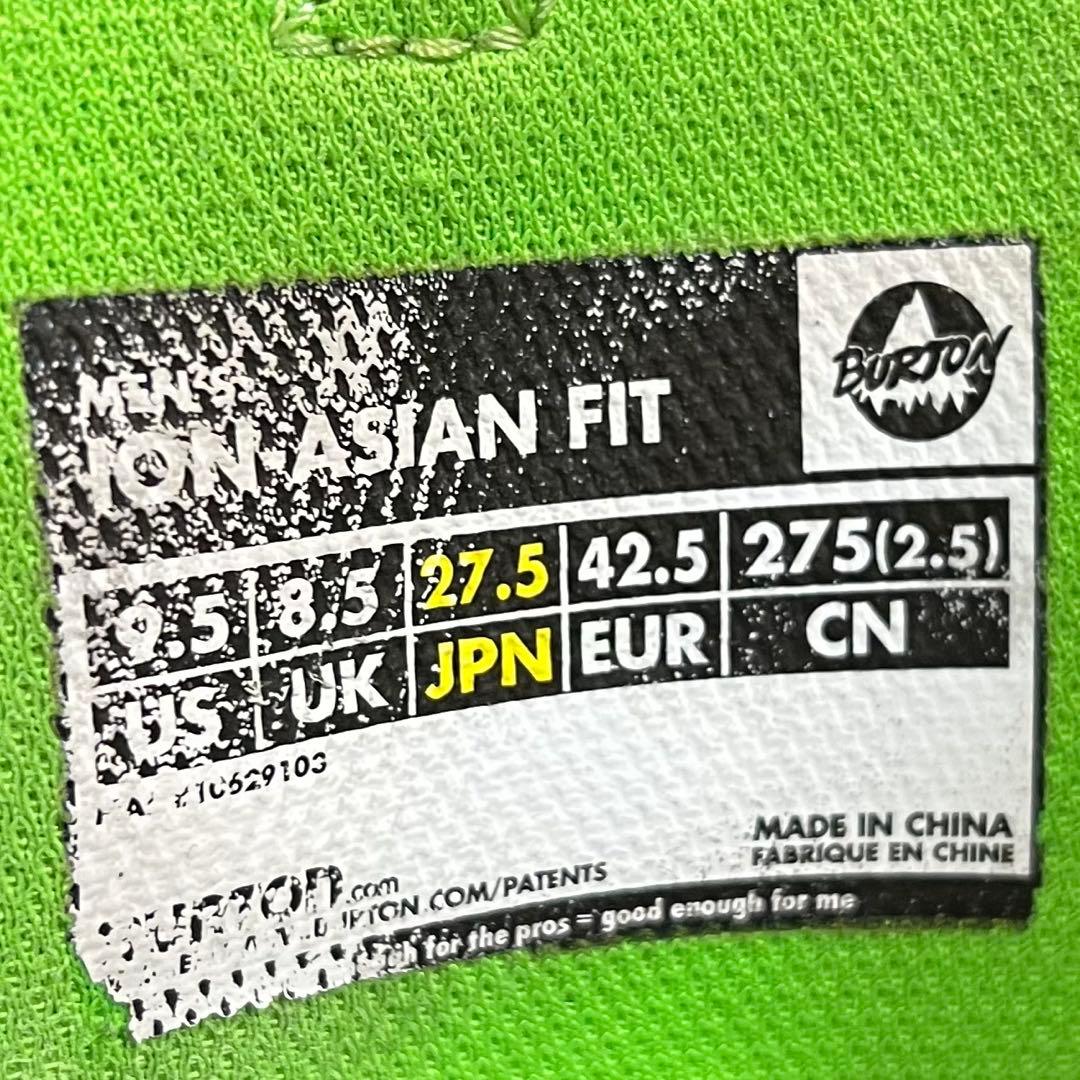 BURTON
MEN'S
ION-ASIAN FIT
9.5 8.5 27.5 42.5 275(2.5)
US UK JPN EUR CN
MADE IN CHINA
FABRIQUE EN CHINE
BURTON.com
BURTON.COM/PATENTS
for the pros = good enough for me